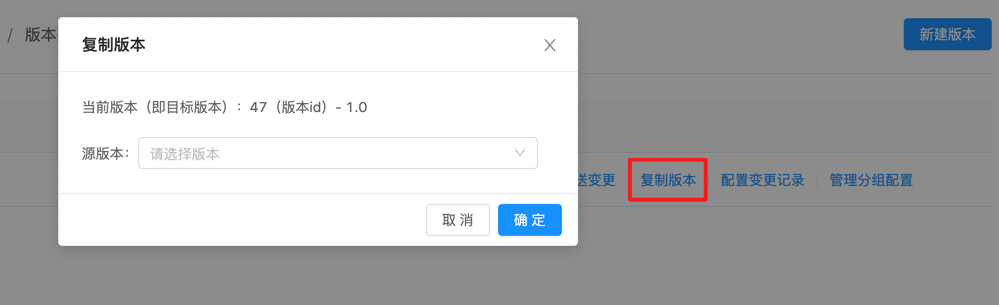 / 版本
新建版本
复制版本
当前版本（即目标版本）：47（版本id）- 1.0
源版本：
请选择版本
送变更 复制版本 配置变更记录 管理分组配置
取 消 确 定